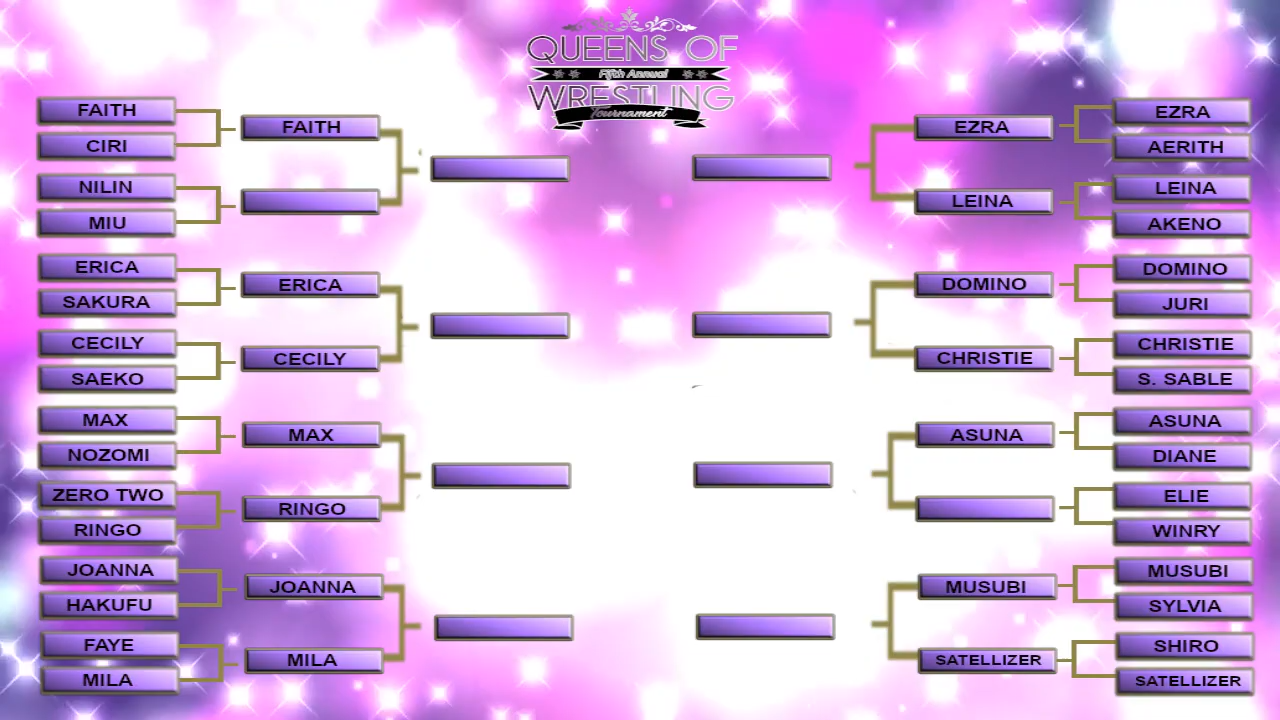 QUEENS OF
Fifth Annual
WRESTLING
Tournament
FAITH
CIRI
NILIN
MIU
ERICA
SAKURA
CECILY
SAEKO
MAX
NOZOMI
ZERO TWO
RINGO
JOANNA
HAKUFU
FAYE
MILA
FAITH
ERICA
CECILY
MAX
RINGO
JOANNA
MILA
EZRA
LEINA
DOMINO
CHRISTIE
ASUNA
MUSUBI
SATELLIZER
EZRA
AERITH
LEINA
AKENO
DOMINO
JURI
CHRISTIE
S. SABLE
ASUNA
DIANE
ELIE
WINRY
MUSUBI
SYLVIA
SHIRO
SATELLIZER